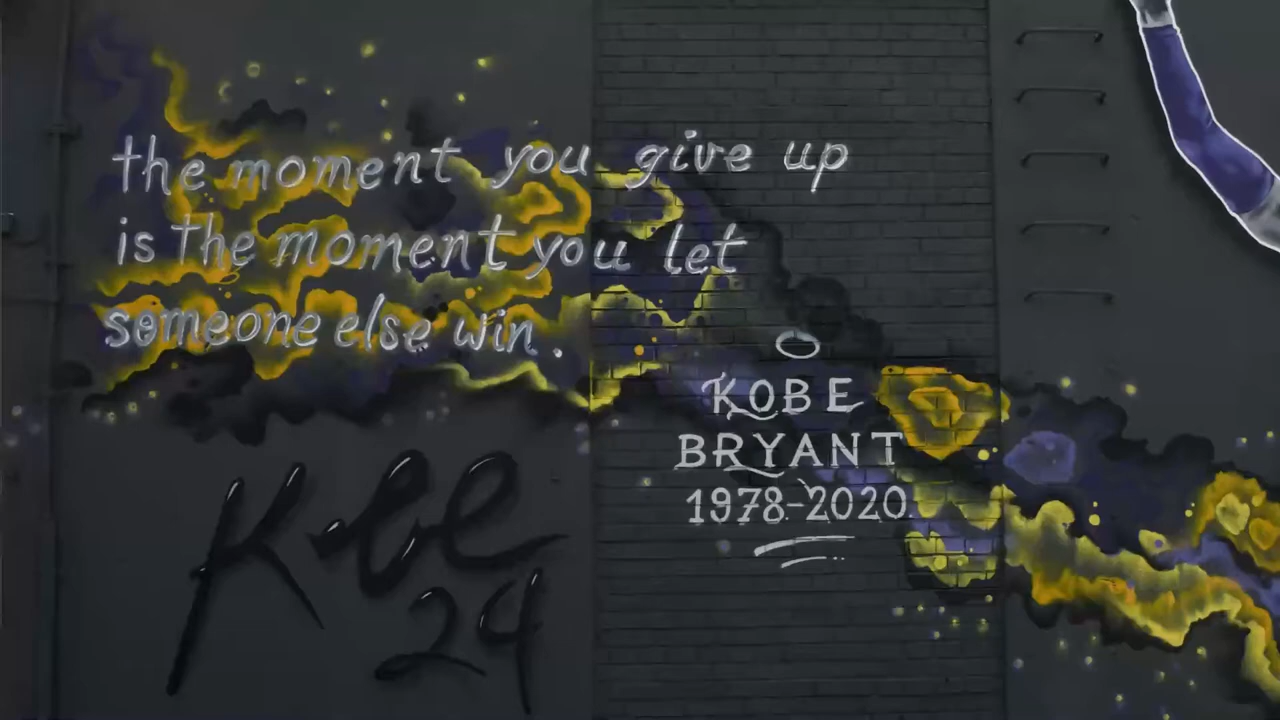 the moment you give up
is the moment you let
someone else win.
KOBE
BRYANT
1978-2020
Kobe
24